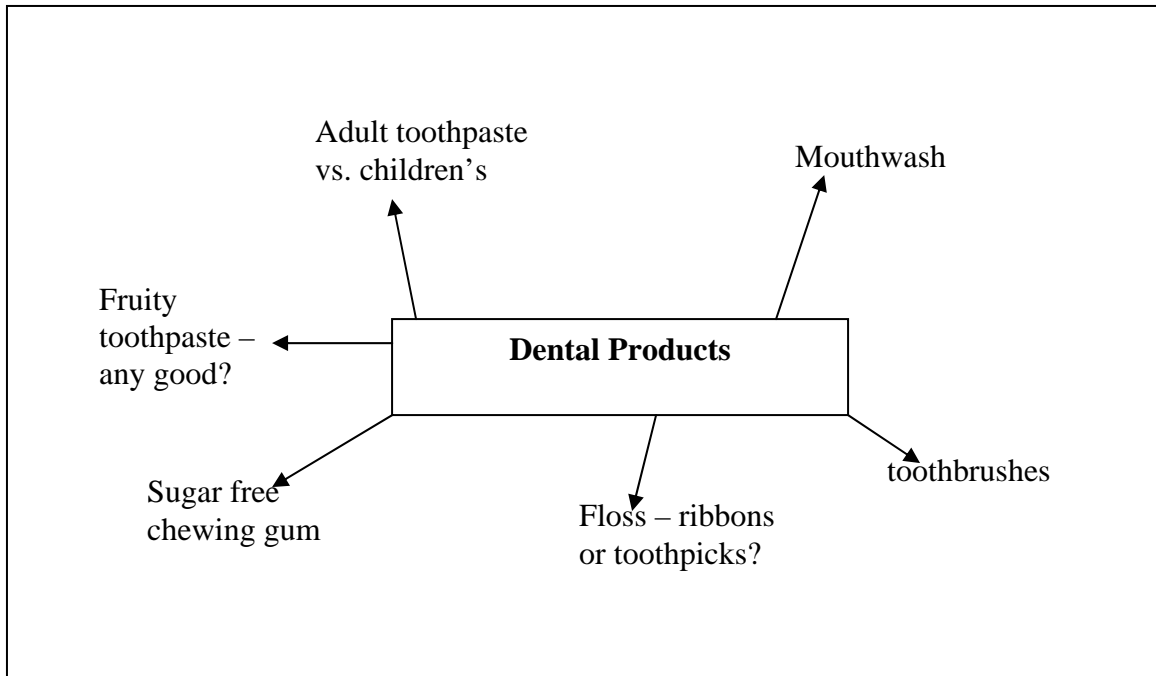 Adult toothpaste
vs. children’s
Mouthwash
Fruity
toothpaste –
any good?
Dental Products
Sugar free
chewing gum
Floss – ribbons
or toothpicks?
toothbrushes